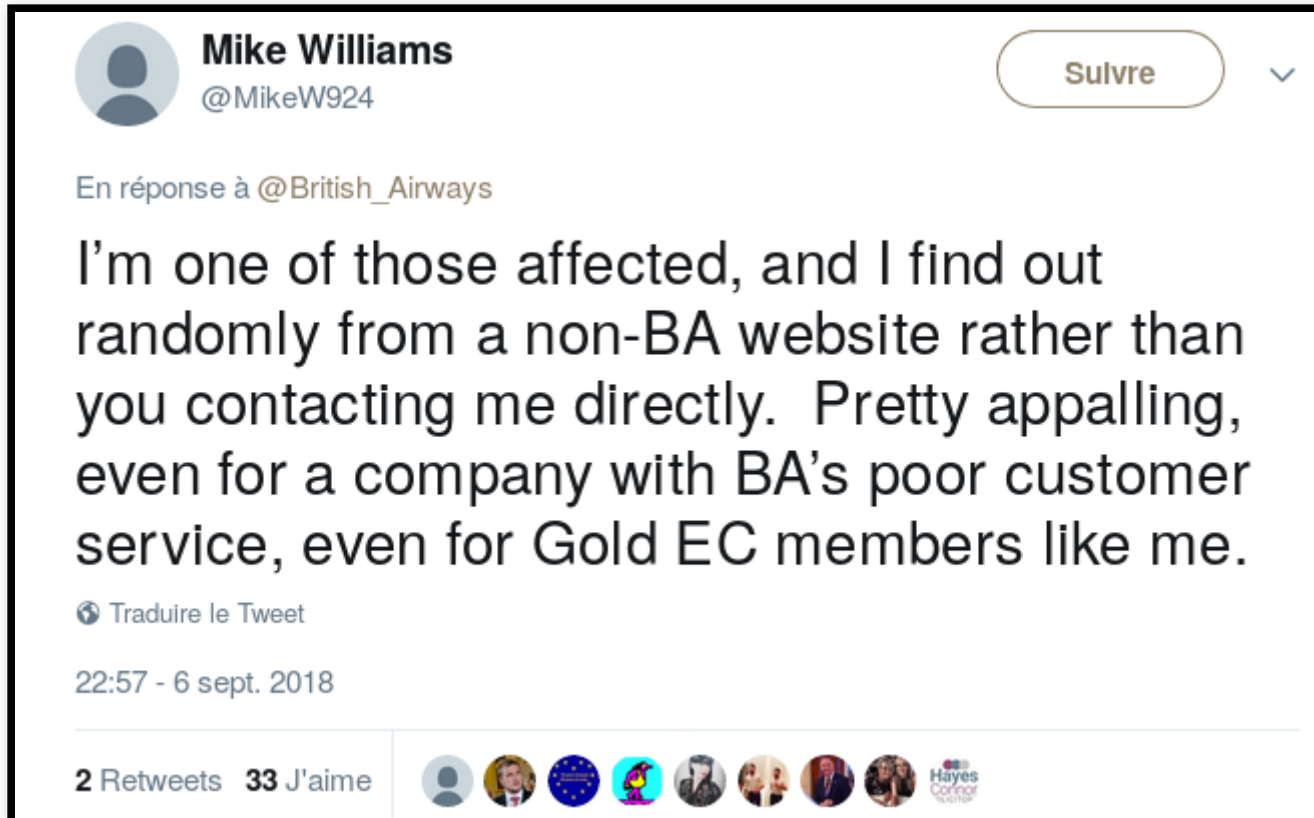 Mike Williams
@MikeW924
Suivre
En réponse à @British_Airways
I’m one of those affected, and I find out
randomly from a non-BA website rather than
you contacting me directly.  Pretty appalling,
even for a company with BA’s poor customer
service, even for Gold EC members like me.
Traduire le Tweet
22:57 - 6 sept. 2018
2 Retweets 33 J'aime
Hayes
Connor